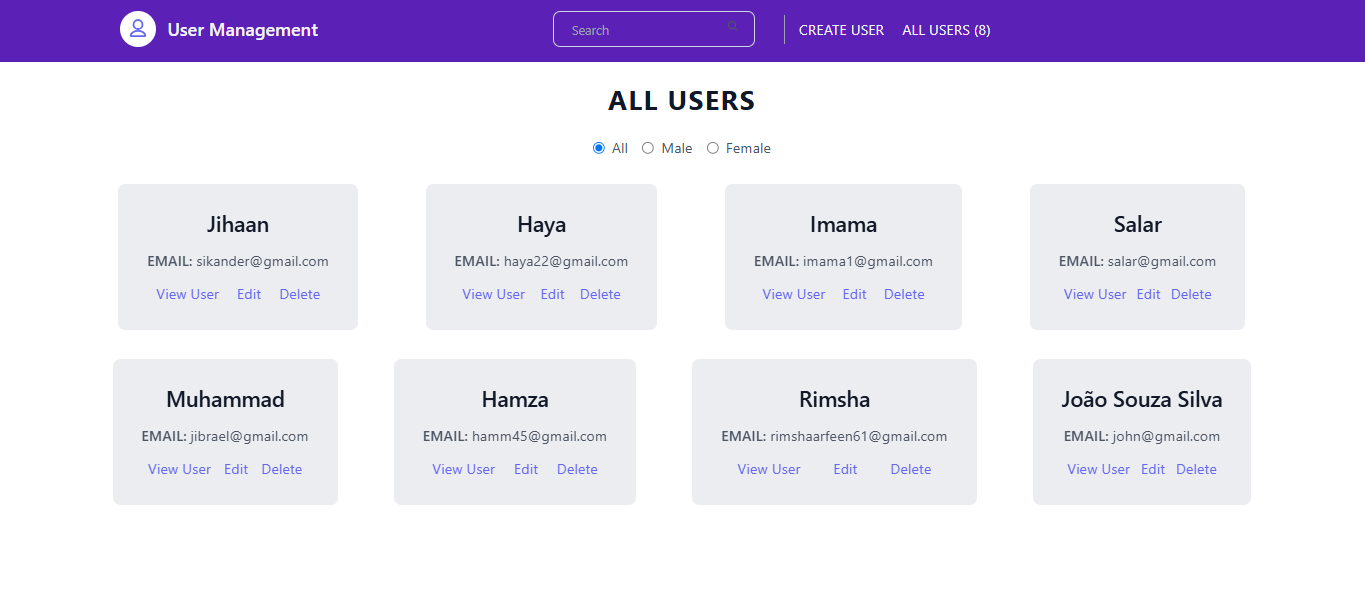 User Management
Search
CREATE USER
ALL USERS (8)
ALL USERS
All Male Female
Jihaan
EMAIL: sikander@gmail.com
View User Edit Delete
Haya
EMAIL: haya22@gmail.com
View User Edit Delete
Imama
EMAIL: imama1@gmail.com
View User Edit Delete
Salar
EMAIL: salar@gmail.com
View User Edit Delete
Muhammad
EMAIL: jibrael@gmail.com
View User Edit Delete
Hamza
EMAIL: hamm45@gmail.com
View User Edit Delete
Rimsha
EMAIL: rimshaarfeen61@gmail.com
View User Edit Delete
João Souza Silva
EMAIL: john@gmail.com
View User Edit Delete